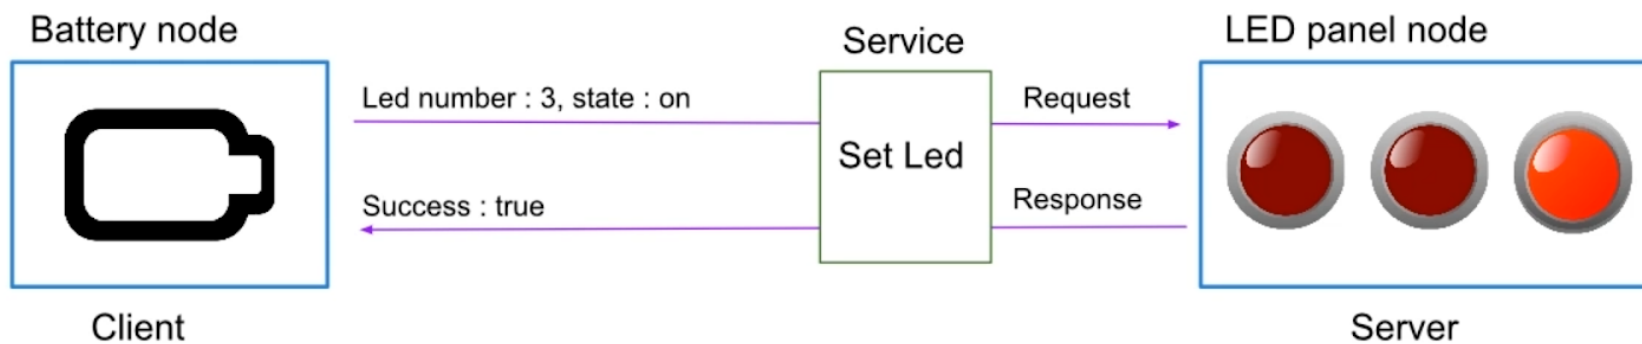 Battery node
Service
LED panel node
Led number : 3, state : on
Request
Set Led
Success : true
Response
Client
Server